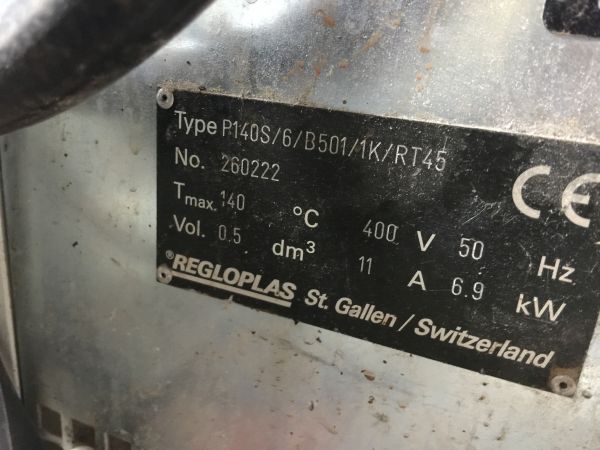 Type P140S/6/B501/1K/RT45
No. 260222
CE
Tmax. 140 °C 400 V 50 Hz
Vol. 0.5 dm³ 11 A 6.9 kW
®REGLOPLAS St. Gallen / Switzerland